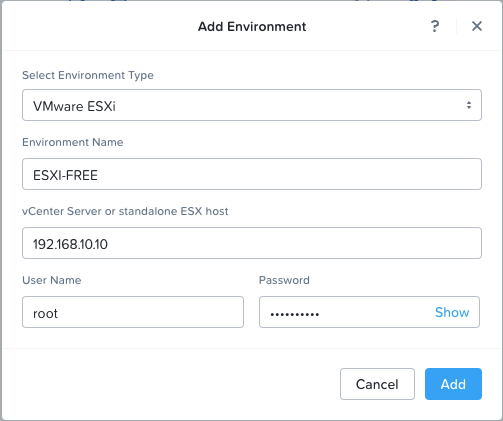 Add Environment
?
Select Environment Type
VMware ESXi
Environment Name
ESXI-FREE
vCenter Server or standalone ESX host
192.168.10.10
User Name
Password
root
•••••••••• Show
Cancel
Add